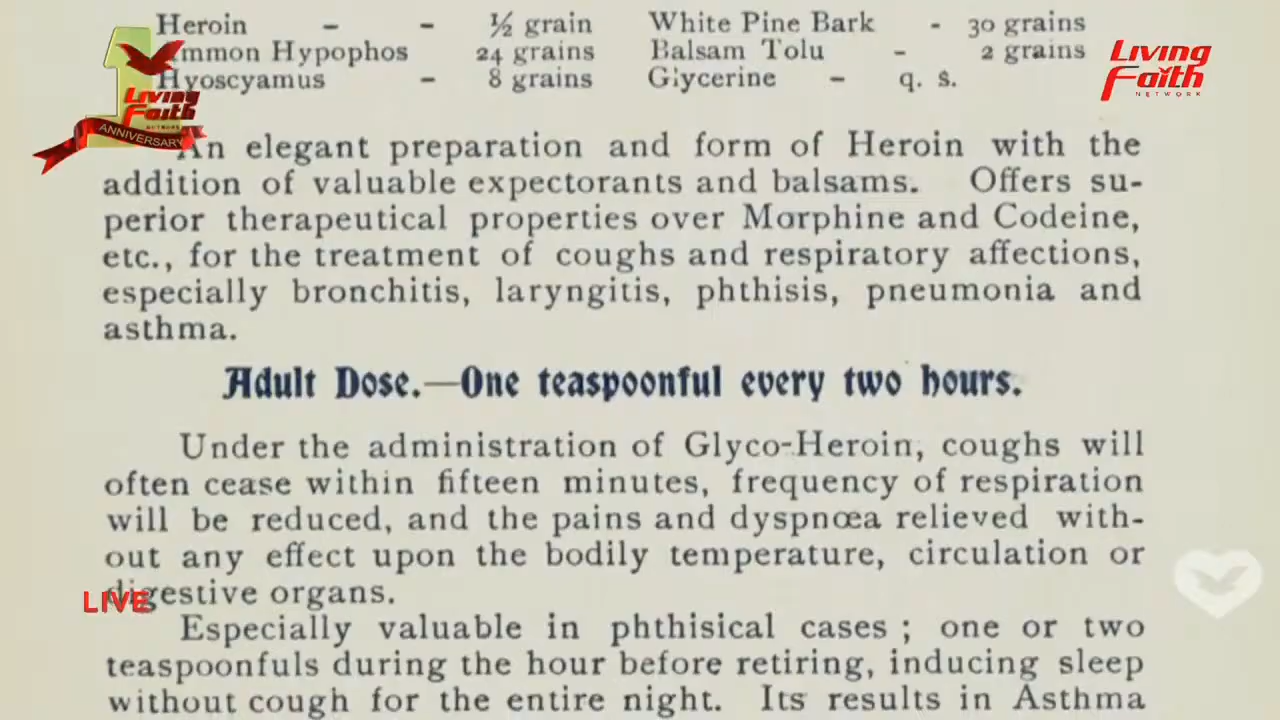 Heroin - - ½ grain White Pine Bark - 30 grains
mmon Hypophos 24 grains Balsam Tolu - 2 grains
Hyoscyamus - 8 grains Glycerine - q. s.
1
Living
Faith
NETWORK
ANNIVERSARY
Living
Faith
NETWORK
An elegant preparation and form of Heroin with the
addition of valuable expectorants and balsams. Offers su-
perior therapeutical properties over Morphine and Codeine,
etc., for the treatment of coughs and respiratory affections,
especially bronchitis, laryngitis, phthisis, pneumonia and
asthma.
Adult Dose.—One teaspoonful every two hours.
Under the administration of Glyco-Heroin, coughs will
often cease within fifteen minutes, frequency of respiration
will be reduced, and the pains and dyspnœa relieved with-
out any effect upon the bodily temperature, circulation or
digestive organs.
LIVE
Especially valuable in phthisical cases ; one or two
teaspoonfuls during the hour before retiring, inducing sleep
without cough for the entire night. Its results in Asthma